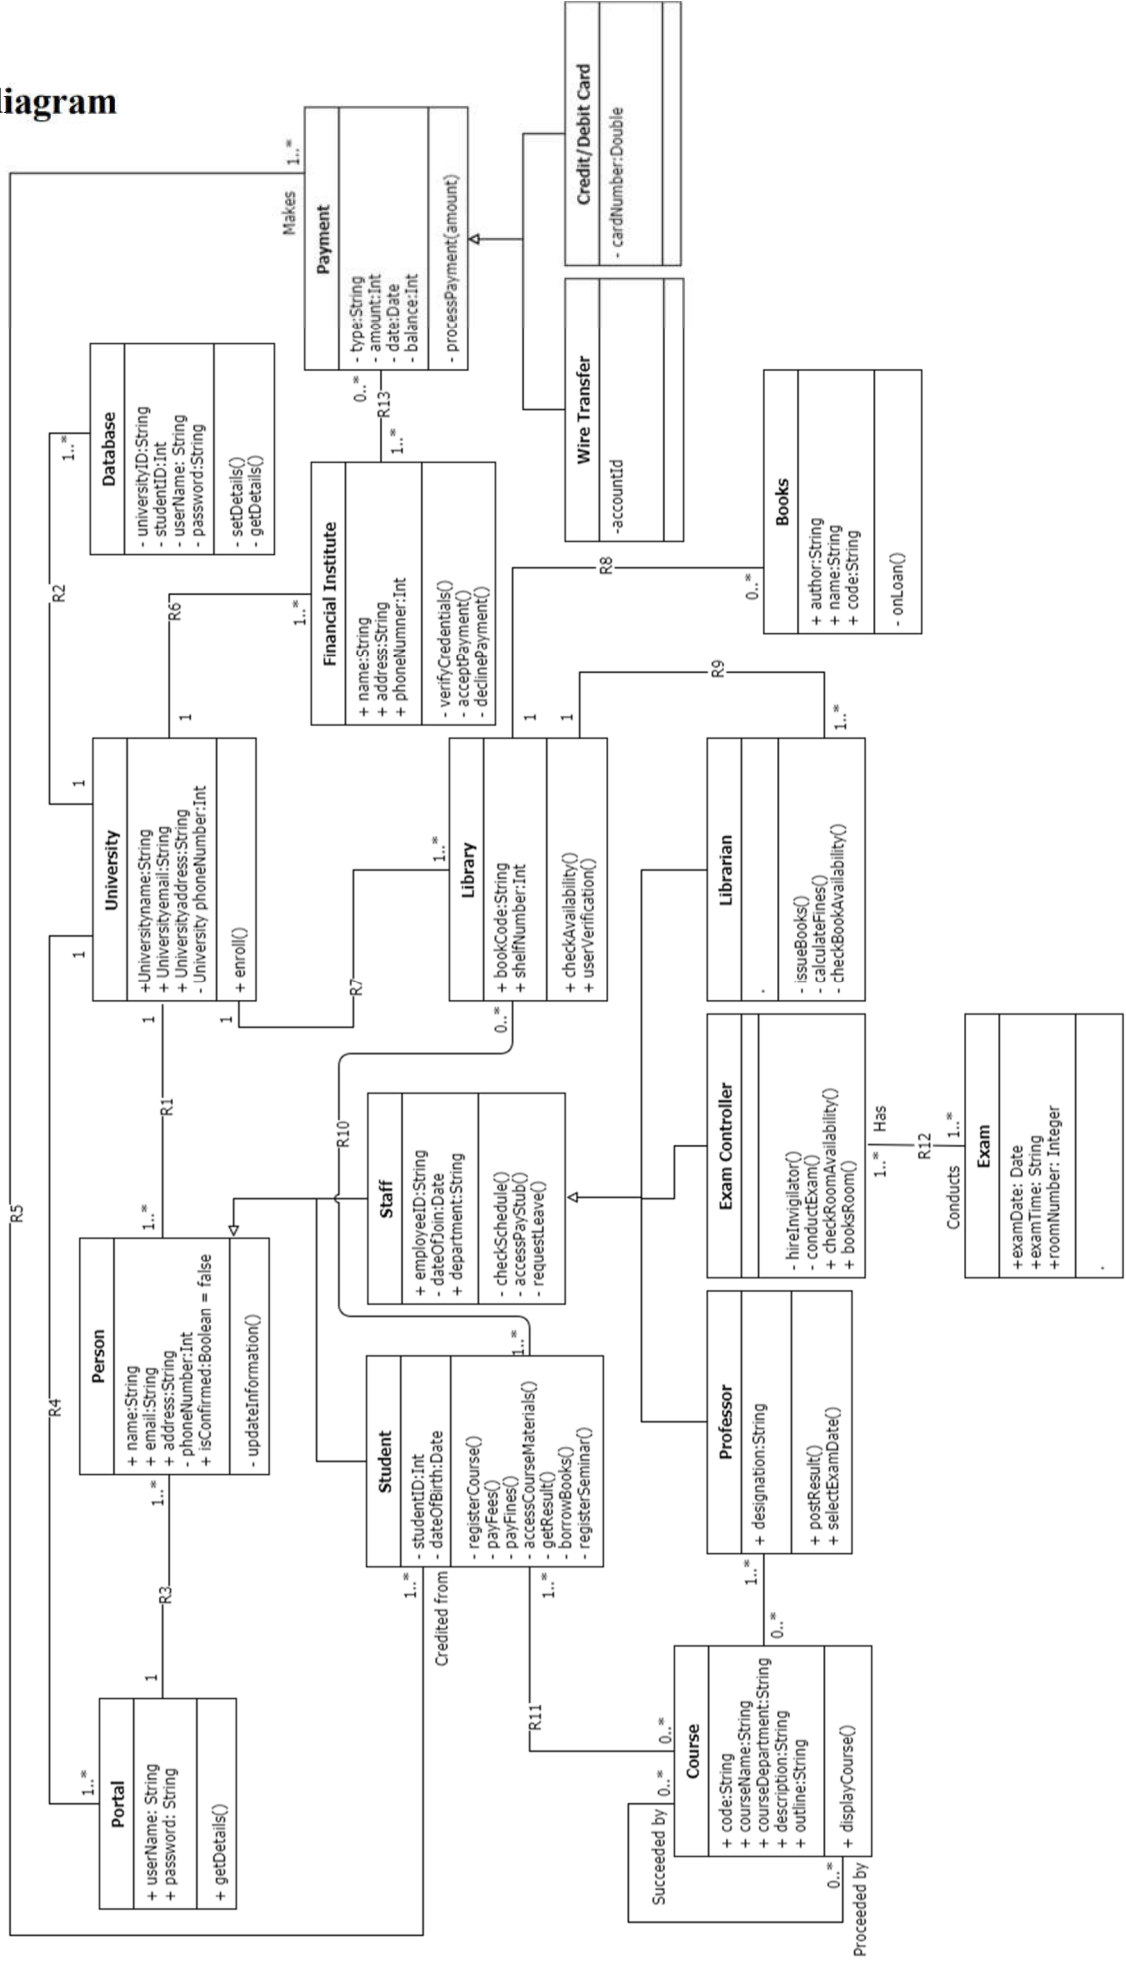 diagram
R5
R4
R2
Portal
+ userName: String
+ password: String
+ getDetails()
1..*
1
R3
1..*
Person
+ name:String
+ email:String
+ address:String
- phoneNumber:Int
+ isConfirmed:Boolean = false
- updateInformation()
1..*
R1
1
University
+Universityname:String
+ Universityemail:String
+ Universityaddress:String
- University phoneNumber:Int
+ enroll()
1
1
1
R7
1..*
1
R6
1..*
Database
- universityID:String
- studentID:Int
- userName: String
- password:String
- setDetails()
- getDetails()
1..*
Financial Institute
+ name:String
+ address:String
+ phoneNumner:Int
- verifyCredentials()
- acceptPayment()
- declinePayment()
1..*
R13
0..*
Makes
1..*
Payment
- type:String
- amount:Int
- date:Date
- balance:Int
- processPayment(amount)
Student
- studentID:Int
- dateOfBirth:Date
- registerCourse()
- payFees()
- payFines()
- accessCourseMaterials()
- getResult()
- borrowBooks()
- registerSeminar()
1..*
Credited from
1..*
R11
0..*
1..*
R10
0..*
Staff
+ employeeID:String
- dateOfJoin:Date
+ department:String
- checkSchedule()
- accessPayStub()
- requestLeave()
Library
+ bookCode:String
+ shelfNumber:Int
+ checkAvailability()
+ userVerification()
1
1
R8
0..*
R9
1..*
Wire Transfer
-accountId
Credit/Debit Card
- cardNumber:Double
Course
+ code:String
+ courseName:String
+ courseDepartment:String
+ description:String
+ outline:String
+ displayCourse()
Succeeded by
0..*
0..*
Proceeded by
0..*
1..*
Professor
+ designation:String
+ postResult()
+ selectExamDate()
Exam Controller
- hireInvigilator()
- conductExam()
+ checkRoomAvailability()
+ booksRoom()
1..*
Has
R12
Conducts
1..*
Librarian
- issueBooks()
- calculateFines()
- checkBookAvailability()
Books
+ author:String
+ name:String
+ code:String
- onLoan()
Exam
+examDate: Date
+examTime: String
+roomNumber: Integer